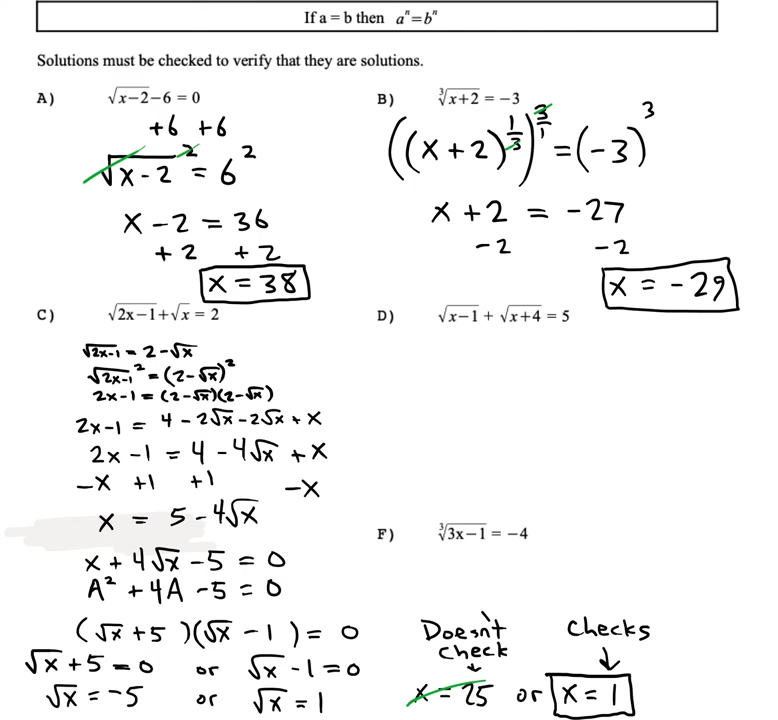 If a = b then aⁿ=bⁿ
Solutions must be checked to verify that they are solutions.
A) √(x−2)−6 = 0
+6 +6
√(x-2)² = 6²
x - 2 = 36
+ 2 + 2
x = 38
B) ∛(x+2) = −3
((x + 2)^(1/3))^(3/1) = (-3)³
x + 2 = -27
-2 -2
x = -29
C) √(2x−1)+√x = 2
√(2x-1) = 2 - √x
√(2x-1)² = (2-√x)²
2x-1 = (2-√x)(2-√x)
2x-1 = 4 - 2√x - 2√x + x
2x - 1 = 4 - 4√x + x
-x +1 +1 -x
x = 5 - 4√x
x + 4√x - 5 = 0
A² + 4A - 5 = 0
(√x + 5)(√x - 1) = 0
√x + 5 = 0 or √x - 1 = 0
√x = -5 or √x = 1
D) √(x−1) + √(x+4) = 5
F) ∛(3x−1) = −4
Doesn't check ↓
Checks ↓
x = 25 or x = 1